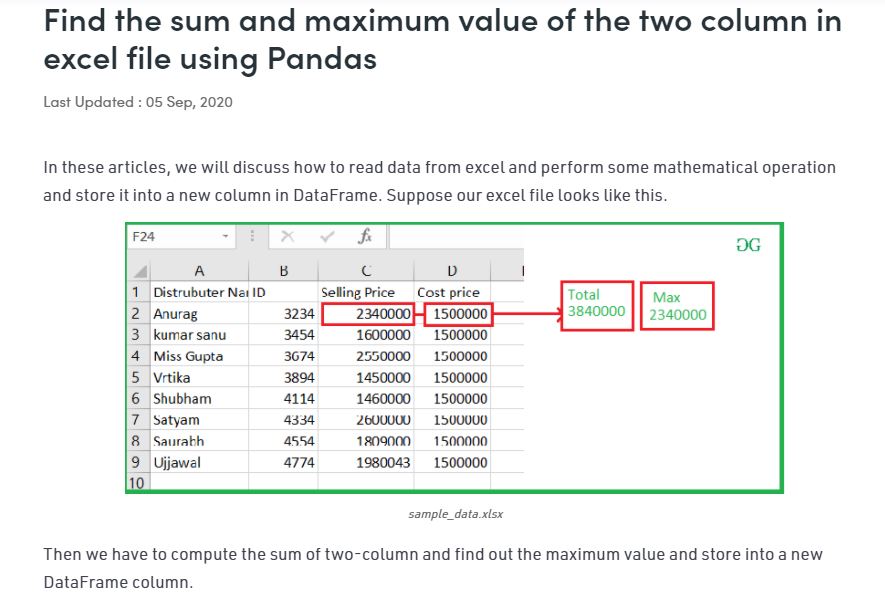 Find the sum and maximum value of the two column in
excel file using Pandas
Last Updated : 05 Sep, 2020
In these articles, we will discuss how to read data from excel and perform some mathematical operation
and store it into a new column in DataFrame. Suppose our excel file looks like this.
F24 fx
A B C D
1 Distrubuter Nai ID Selling Price Cost price
2 Anurag 3234 2340000 1500000
3 kumar sanu 3454 1600000 1500000
4 Miss Gupta 3674 2550000 1500000
5 Vrtika 3894 1450000 1500000
6 Shubham 4114 1460000 1500000
7 Satyam 4334 2600000 1500000
8 Saurabh 4554 1809000 1500000
9 Ujjawal 4774 1980043 1500000
10
Total
3840000
Max
2340000
sample_data.xlsx
Then we have to compute the sum of two-column and find out the maximum value and store into a new
DataFrame column.